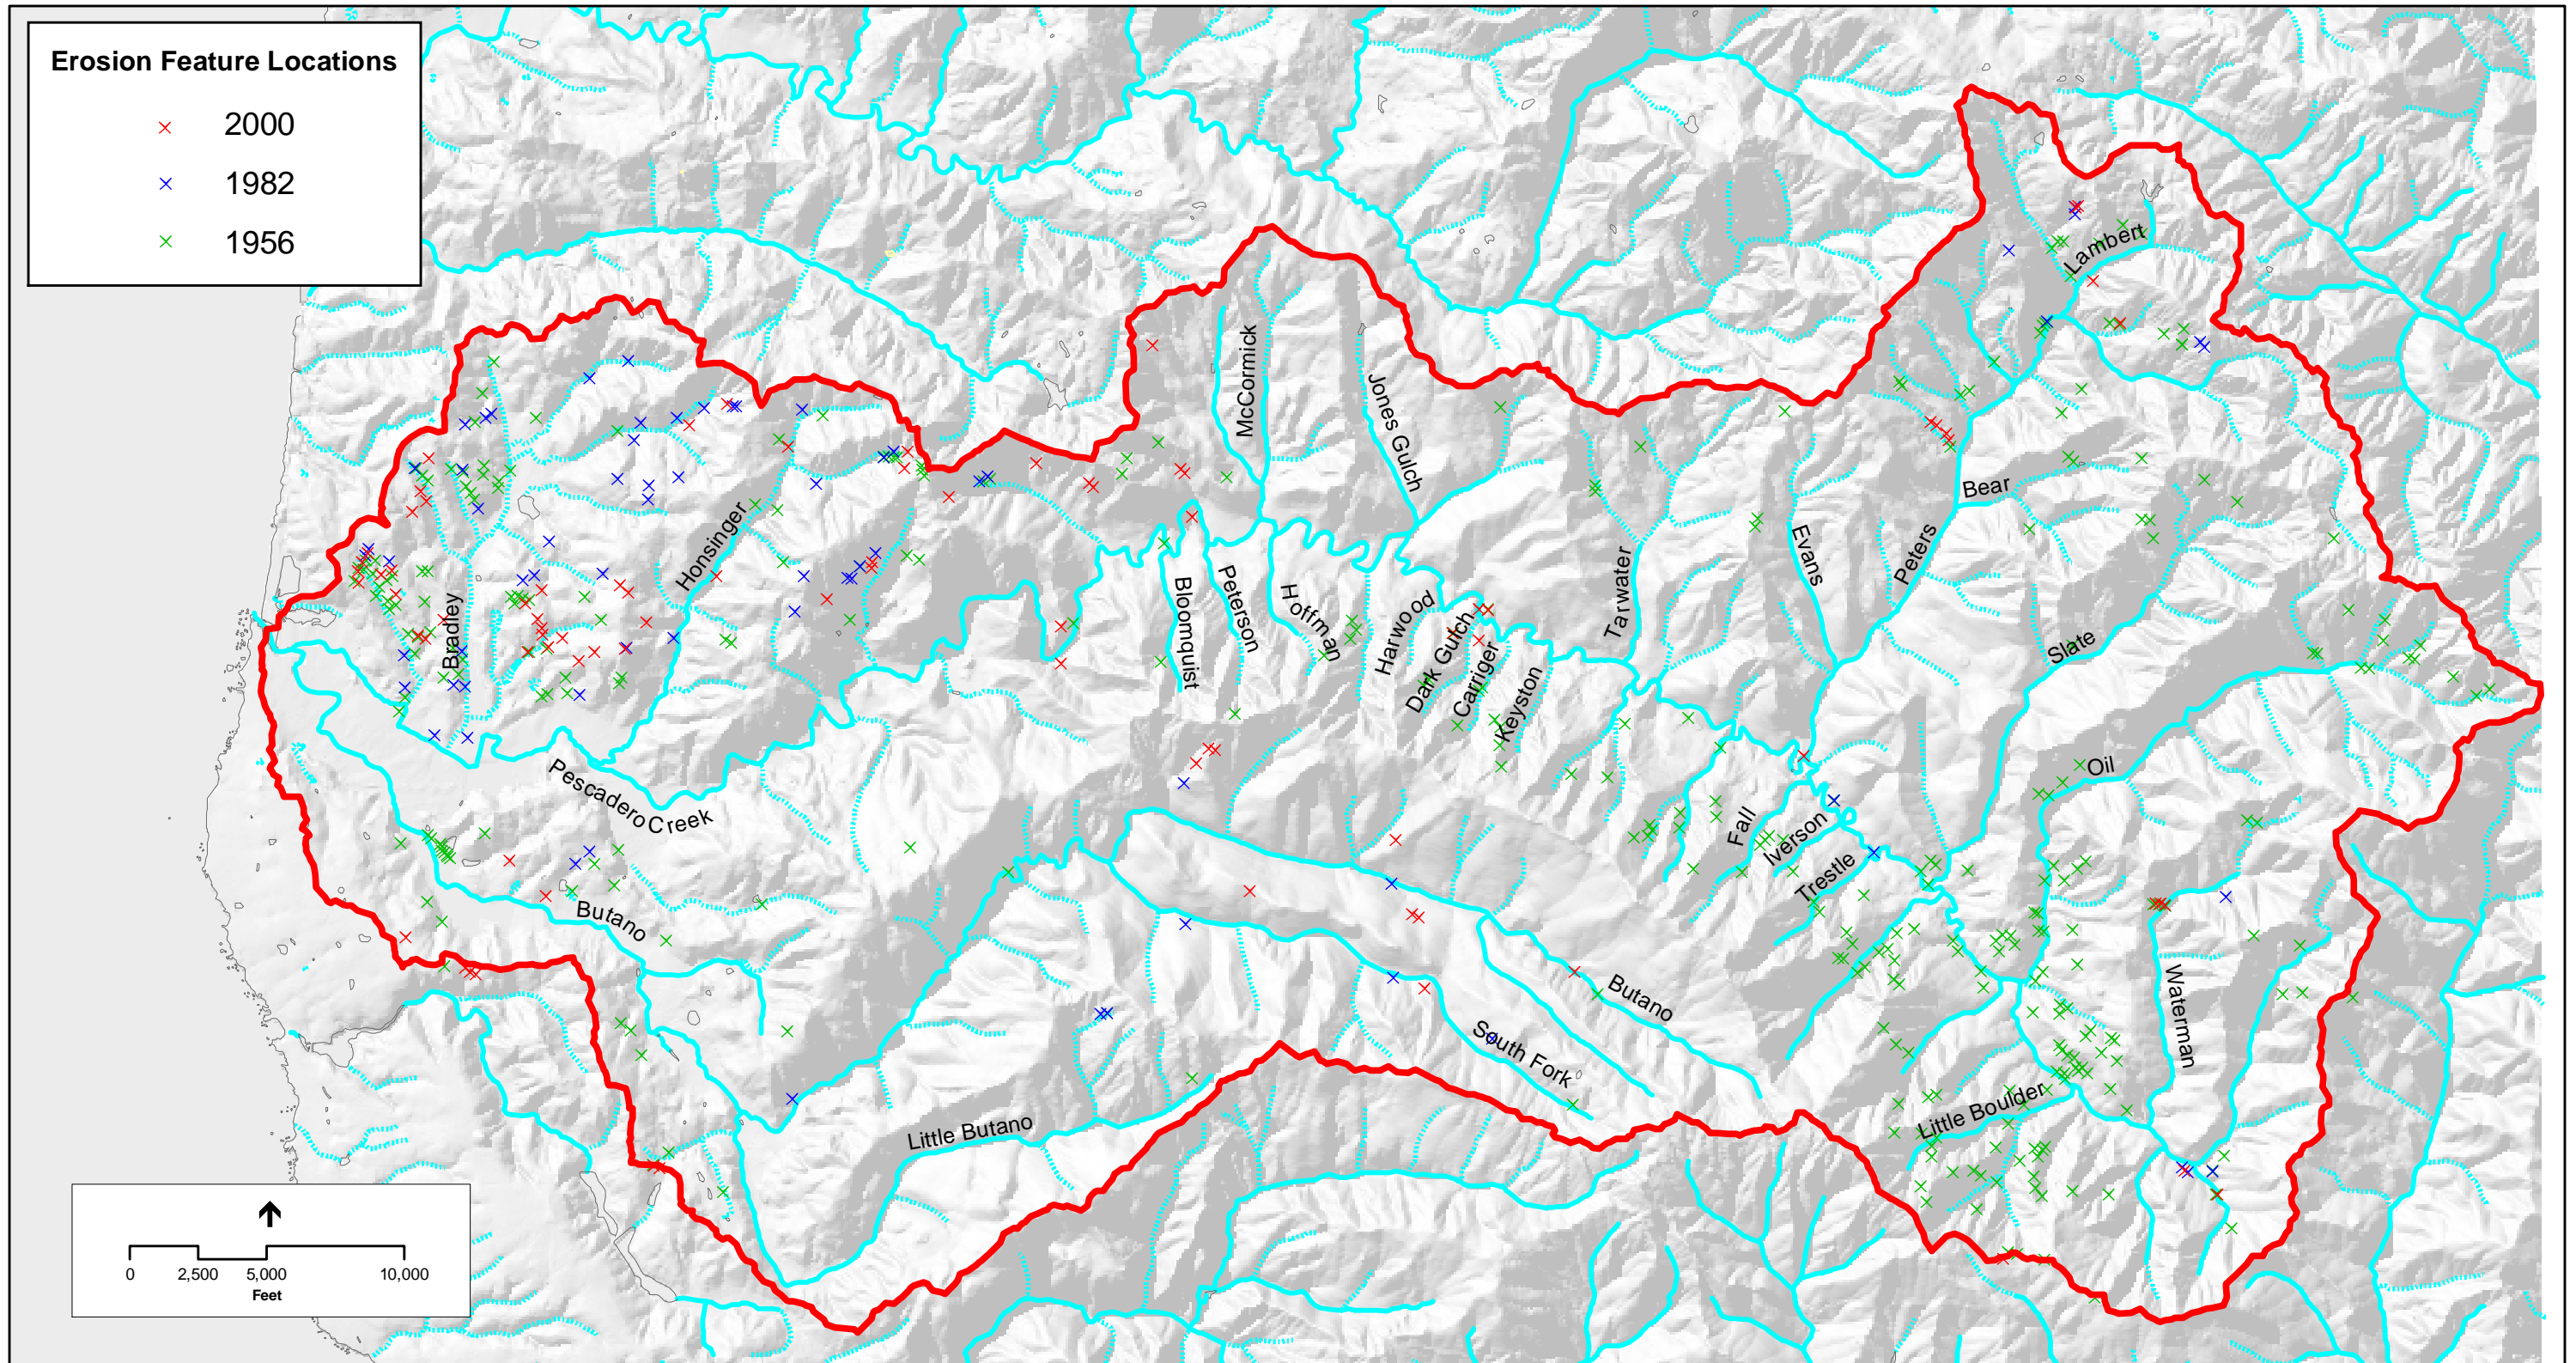 Erosion Feature Locations
2000
1982
1956
Lambert
McCormick
Jones Gulch
Bear
Honsinger
Evans
Peters
Tarwater
Bradley
Bloomquist
Peterson
Hoffman
Harwood
Dark Gulch
Carriger
Keyston
Slate
Oil
Pescadero Creek
Fall
Iverson
Trestle
Butano
Butano
Waterman
South Fork
Little Boulder
Little Butano
0 2,500 5,000 10,000
Feet